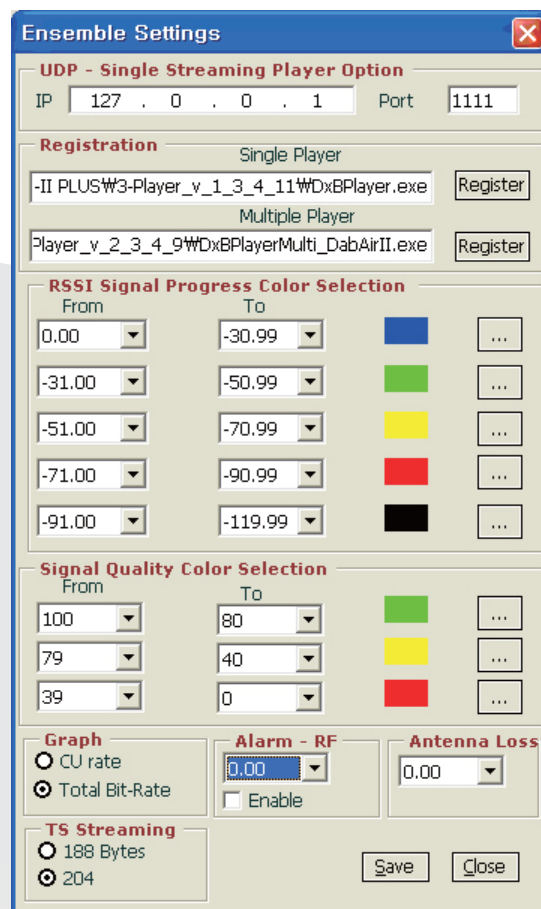 Ensemble Settings
UDP - Single Streaming Player Option
IP 127 . 0 . 0 . 1 Port 1111
Registration
Single Player
-II PLUS₩3-Player_v_1_3_4_11₩DxBPlayer.exe Register
Multiple Player
Player_v_2_3_4_9₩DxBPlayerMulti_DabAirII.exe Register
RSSI Signal Progress Color Selection
From To
0.00 -30.99 ...
-31.00 -50.99 ...
-51.00 -70.99 ...
-71.00 -90.99 ...
-91.00 -119.99 ...
Signal Quality Color Selection
From To
100 80 ...
79 40 ...
39 0 ...
Graph
CU rate
Total Bit-Rate
Alarm - RF
0.00
Enable
Antenna Loss
0.00
TS Streaming
188 Bytes
204
Save Close